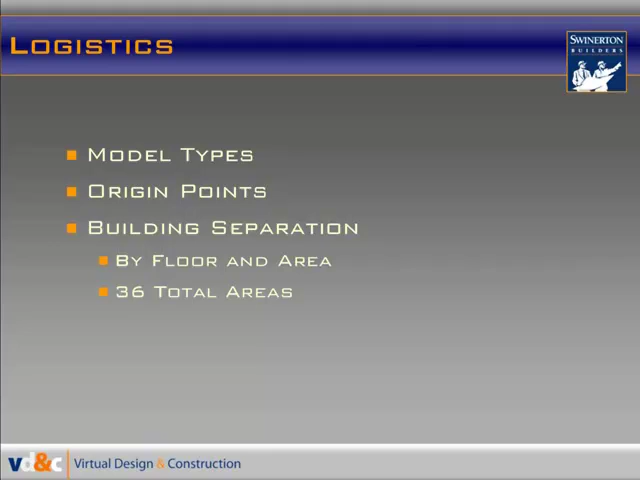 Logistics
Swinerton
Builders
Model Types
Origin Points
Building Separation
By Floor and Area
36 Total Areas
vd&c Virtual Design & Construction